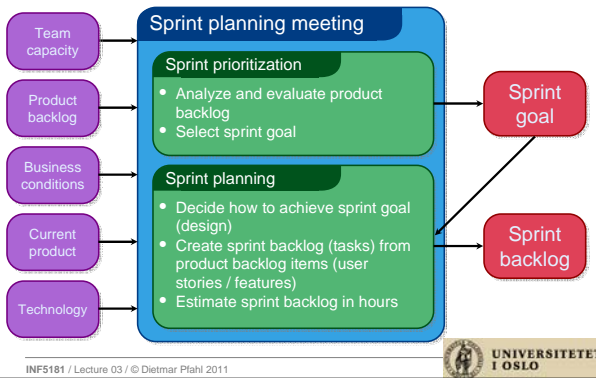 Sprint planning meeting
Team
capacity
Product
backlog
Business
conditions
Current
product
Technology
Sprint prioritization
• Analyze and evaluate product
backlog
• Select sprint goal
Sprint planning
• Decide how to achieve sprint goal
(design)
• Create sprint backlog (tasks) from
product backlog items (user
stories / features)
• Estimate sprint backlog in hours
Sprint
goal
Sprint
backlog
INF5181 / Lecture 03 / © Dietmar Pfahl 2011
UNIVERSITETET
I OSLO